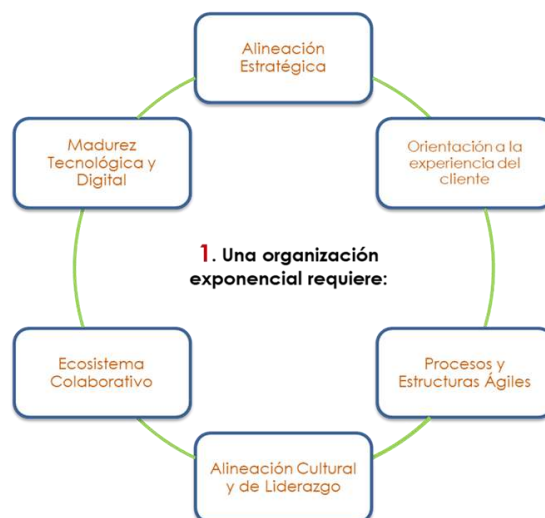 Alineación
Estratégica
Madurez
Tecnológica y
Digital
Orientación a la
experiencia del
cliente
1. Una organización
exponencial requiere:
Ecosistema
Colaborativo
Procesos y
Estructuras Ágiles
Alineación Cultural
y de Liderazgo